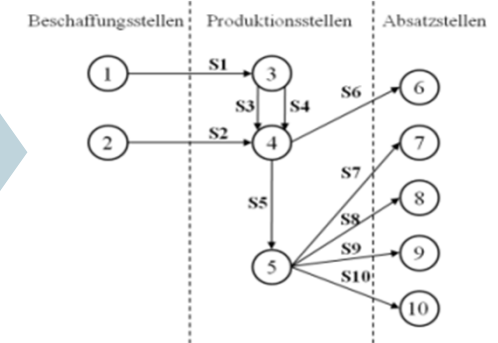 Beschaffungsstellen Produktionsstellen Absatzstellen
1 S1 3
S6 6
S3 S4
2 S2 4 7
S7
8
S5 S8
S9 9
5
S10
10